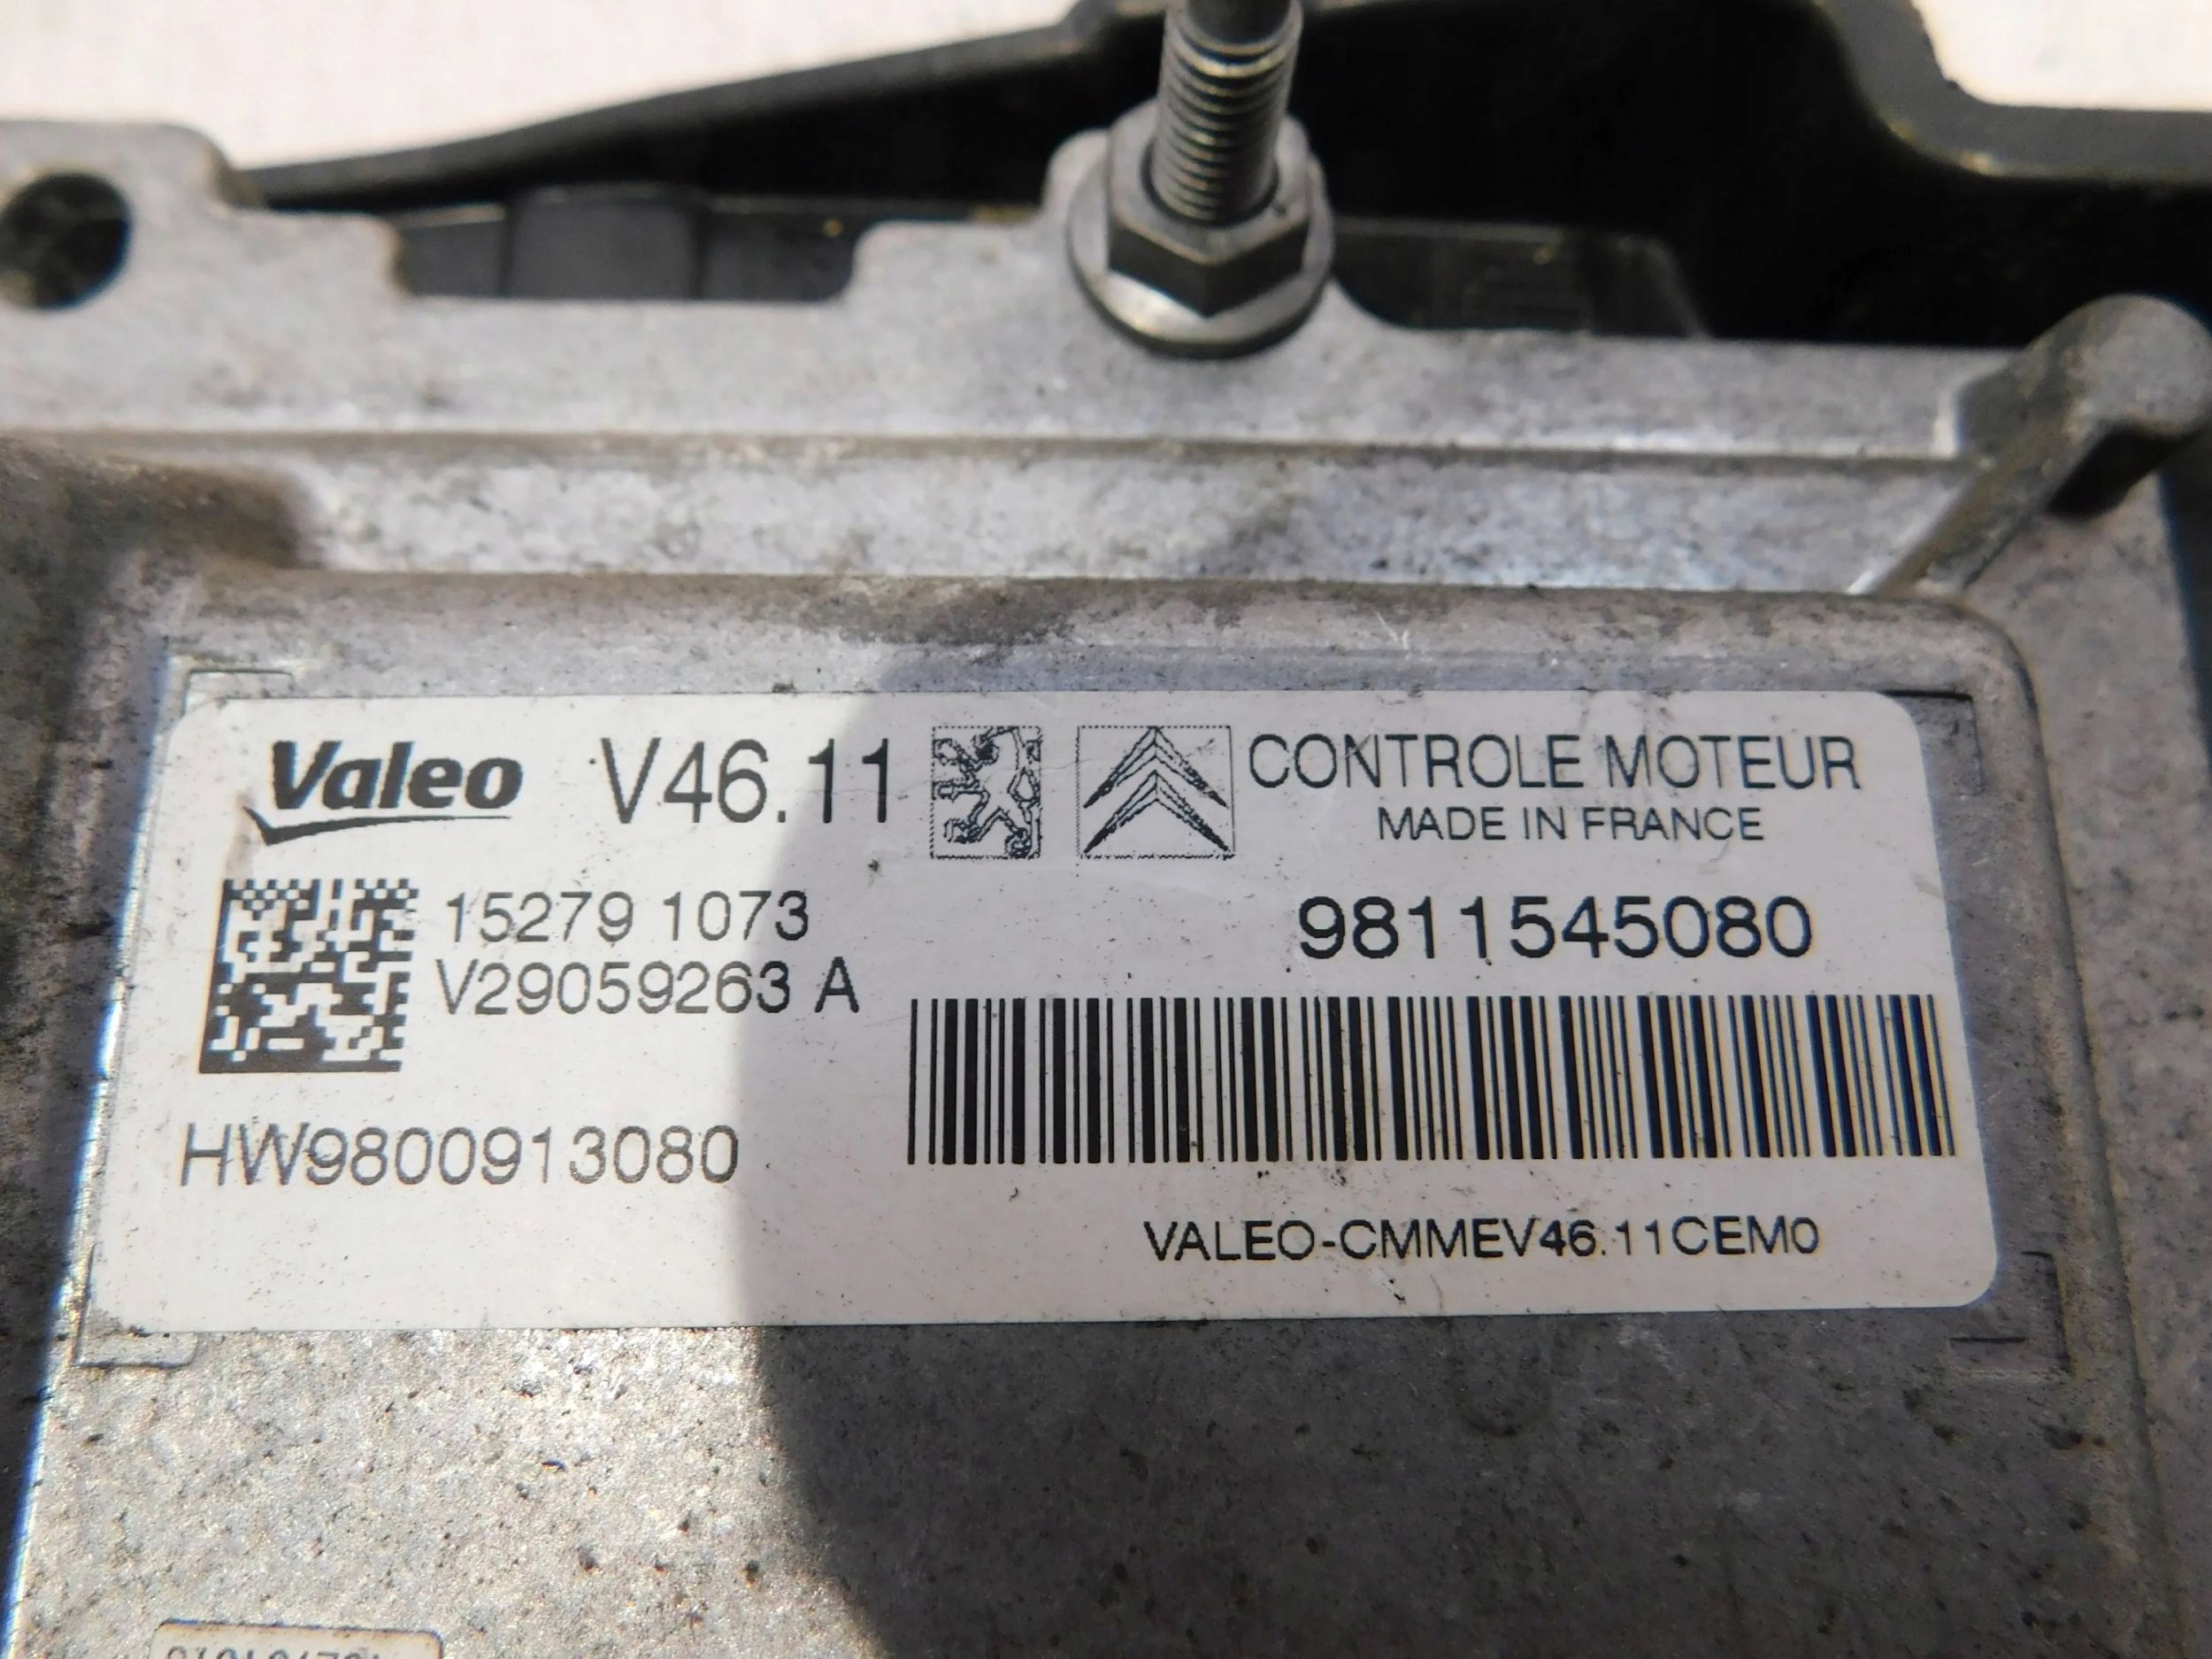 Valeo V46.11 CONTROLE MOTEUR
MADE IN FRANCE
15279 1073
V29059263 A
9811545080
HW9800913080
VALEO-CMMEV46.11CEM0